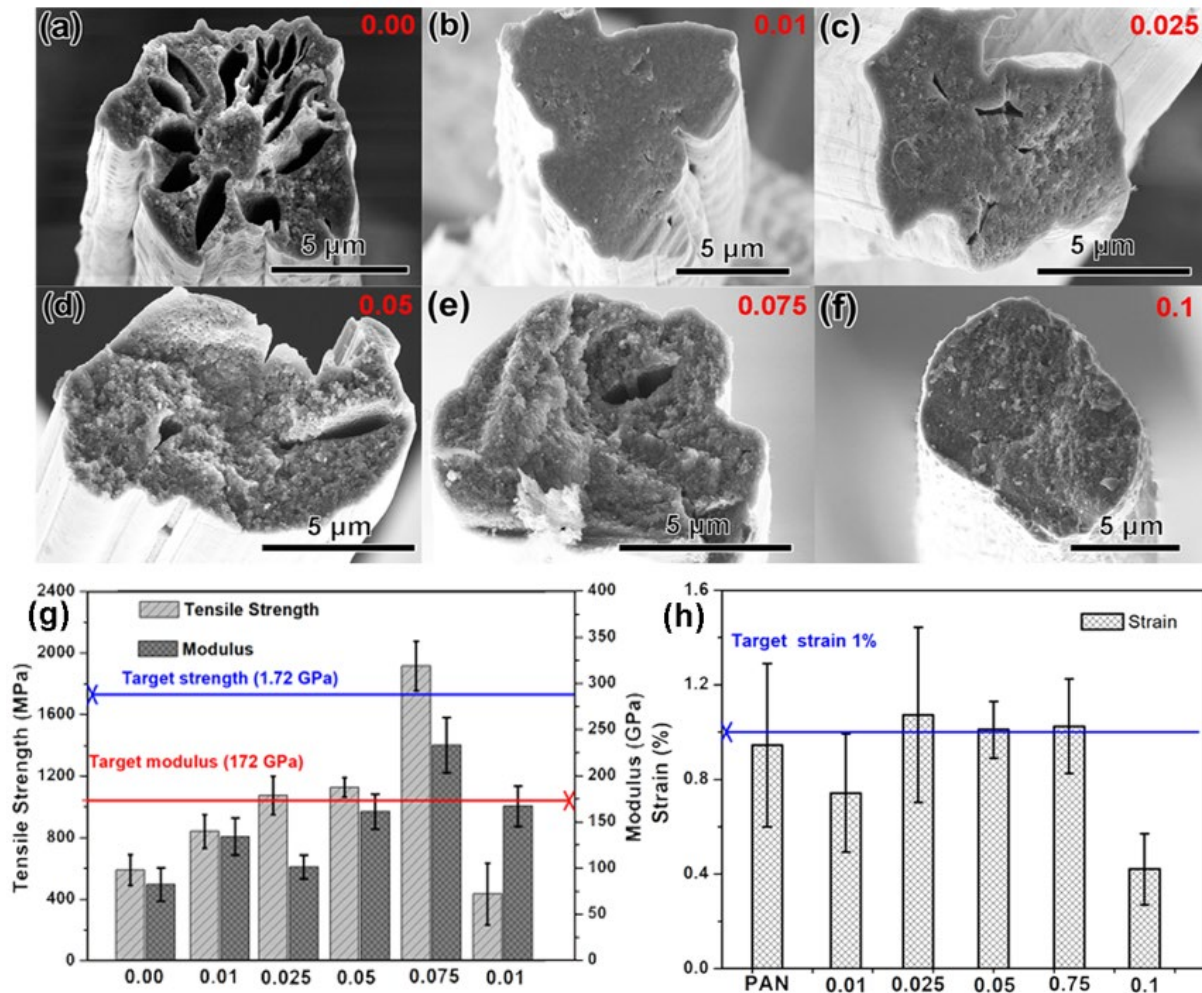 (a) 0.00
5 μm
(b) 0.01
5 μm
(c) 0.025
5 μm
(d) 0.05
5 μm
(e) 0.075
5 μm
(f) 0.1
5 μm
(g)
Tensile Strength
Modulus
Target strength (1.72 GPa)
Target modulus (172 GPa)
Tensile Strength (MPa)
2400
2000
1600
1200
800
400
0
Modulus (GPa)
400
350
300
250
200
150
100
50
0
0.00 0.01 0.025 0.05 0.075 0.01
(h)
Strain
Target strain 1%
Strain (%)
1.6
1.2
0.8
0.4
0.0
PAN 0.01 0.025 0.05 0.75 0.1